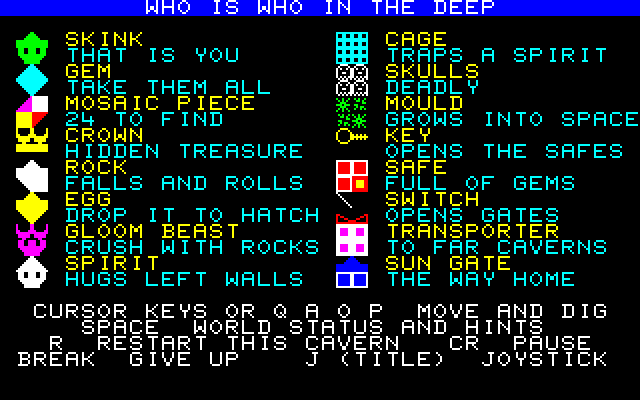 WHO IS WHO IN THE DEEP
SKINK
THAT IS YOU
GEM
TAKE THEM ALL
MOSAIC PIECE
24 TO FIND
CROWN
HIDDEN TREASURE
ROCK
FALLS AND ROLLS
EGG
DROP IT TO HATCH
GLOOM BEAST
CRUSH WITH ROCKS
SPIRIT
HUGS LEFT WALLS
CAGE
TRAPS A SPIRIT
SKULLS
DEADLY
MOULD
GROWS INTO SPACE
KEY
OPENS THE SAFES
SAFE
FULL OF GEMS
SWITCH
OPENS GATES
TRANSPORTER
TO FAR CAVERNS
SUN GATE
THE WAY HOME
CURSOR KEYS OR Q A O P MOVE AND DIG
SPACE WORLD STATUS AND HINTS
R RESTART THIS CAVERN CR PAUSE
BREAK GIVE UP J (TITLE) JOYSTICK